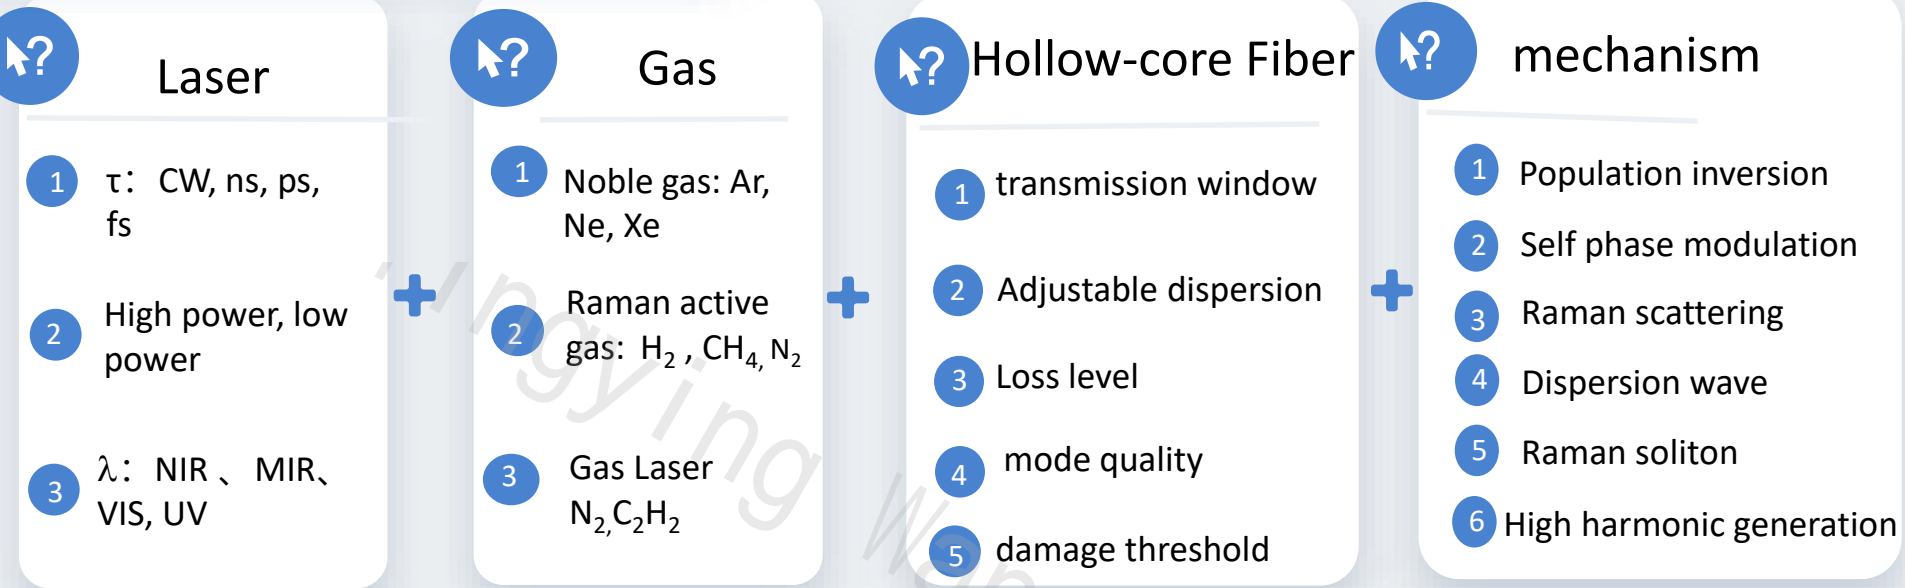 ?
Laser
1
τ： CW, ns, ps,
fs
2
High power, low
power
3
λ： NIR 、 MIR、
VIS, UV
?
Gas
1
Noble gas: Ar,
Ne, Xe
2
Raman active
gas: H₂ , CH₄, N₂
3
Gas Laser
N₂,C₂H₂
?
Hollow-core Fiber
1
transmission window
2
Adjustable dispersion
3
Loss level
4
mode quality
5
damage threshold
?
mechanism
1
Population inversion
2
Self phase modulation
3
Raman scattering
4
Dispersion wave
5
Raman soliton
6
High harmonic generation